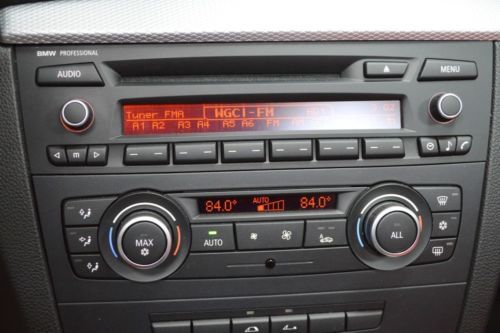 BMW PROFESSIONAL
AUDIO
MENU
Tuner FMA WGCI-FM
A1 A2 A3 A4 A5 A6 FM
m
84.0° AUTO 84.0°
MAX
AUTO
ALL